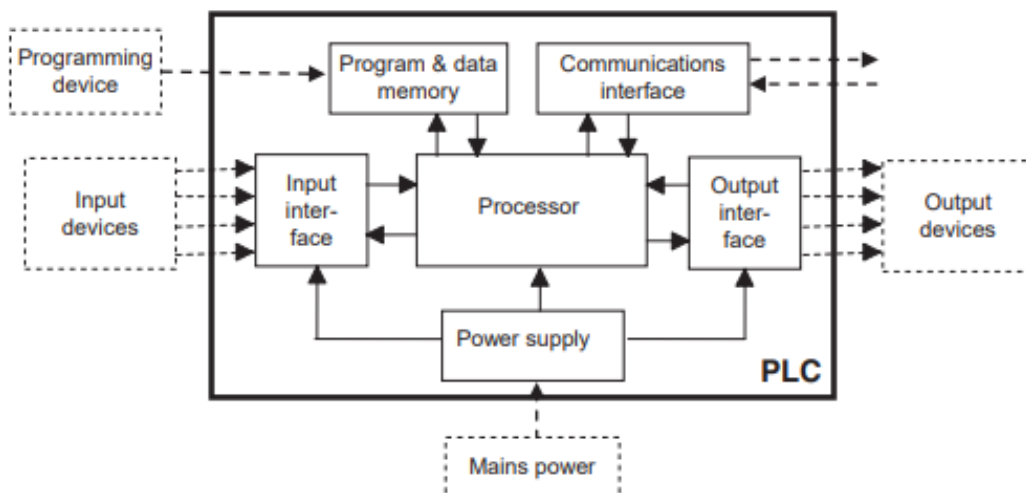 Programming
device
Program & data
memory
Communications
interface
Input
devices
Input
inter-
face
Processor
Output
inter-
face
Output
devices
Power supply
PLC
Mains power